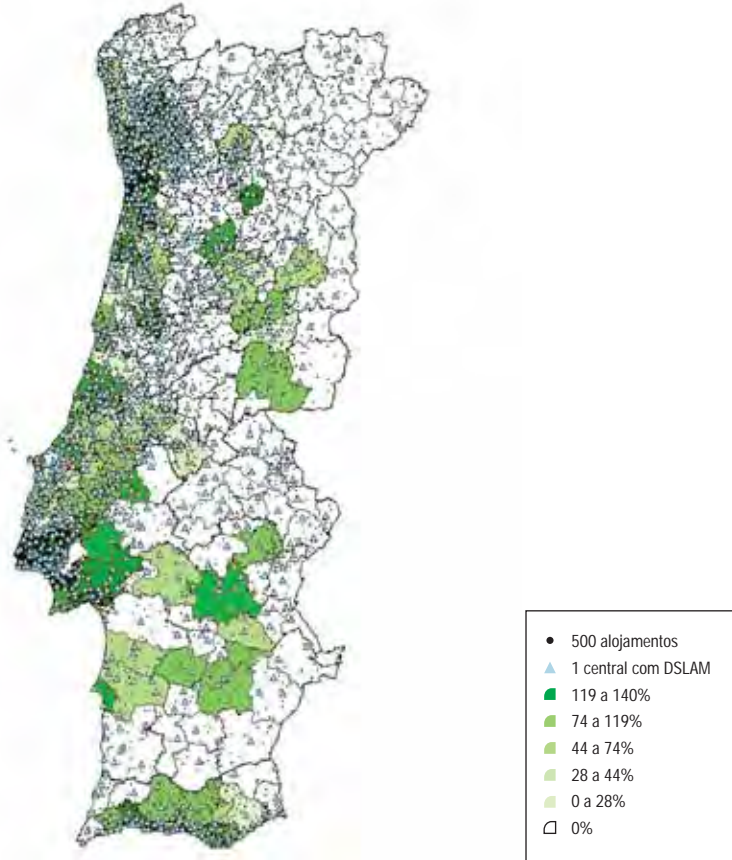 500 alojamentos
1 central com DSLAM
119 a 140%
74 a 119%
44 a 74%
28 a 44%
0 a 28%
0%